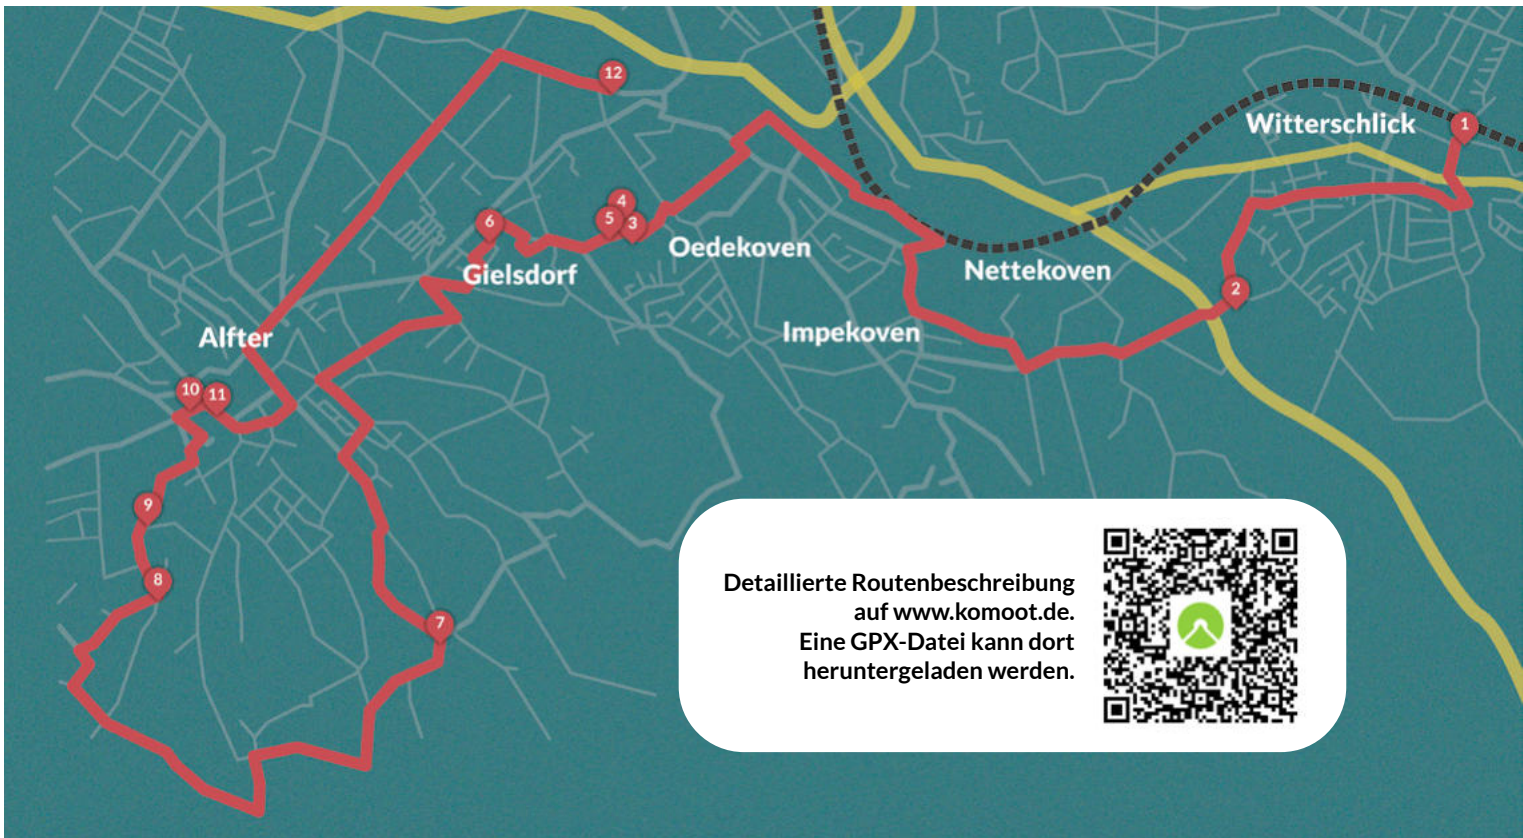 12
Witterschlick
1
4
5
3
6
Oedekoven
Gielsdorf
Nettekoven
2
Impekoven
Alfter
10
11
9
8
7
Detaillierte Routenbeschreibung
auf www.komoot.de.
Eine GPX-Datei kann dort
heruntergeladen werden.